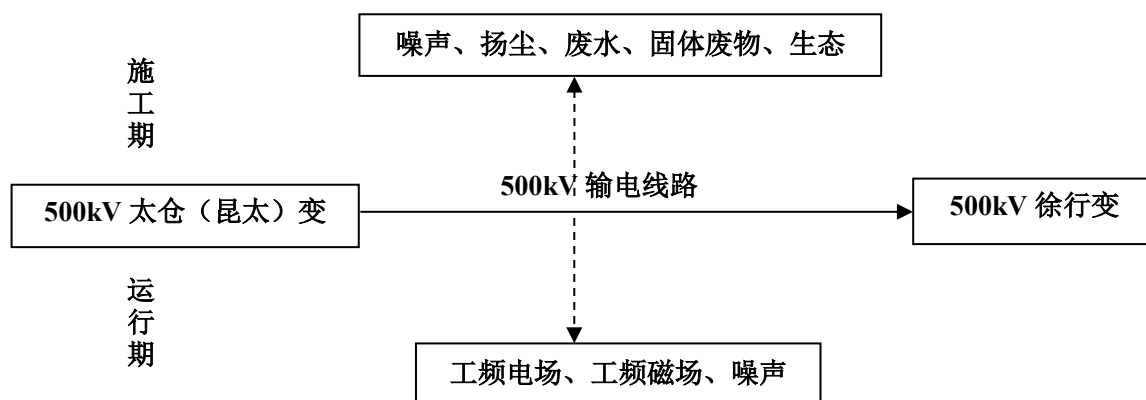 噪声、扬尘、废水、固体废物、生态
施
工
期
500kV 输电线路
500kV 太仓（昆太）变
500kV 徐行变
运
行
期
工频电场、工频磁场、噪声